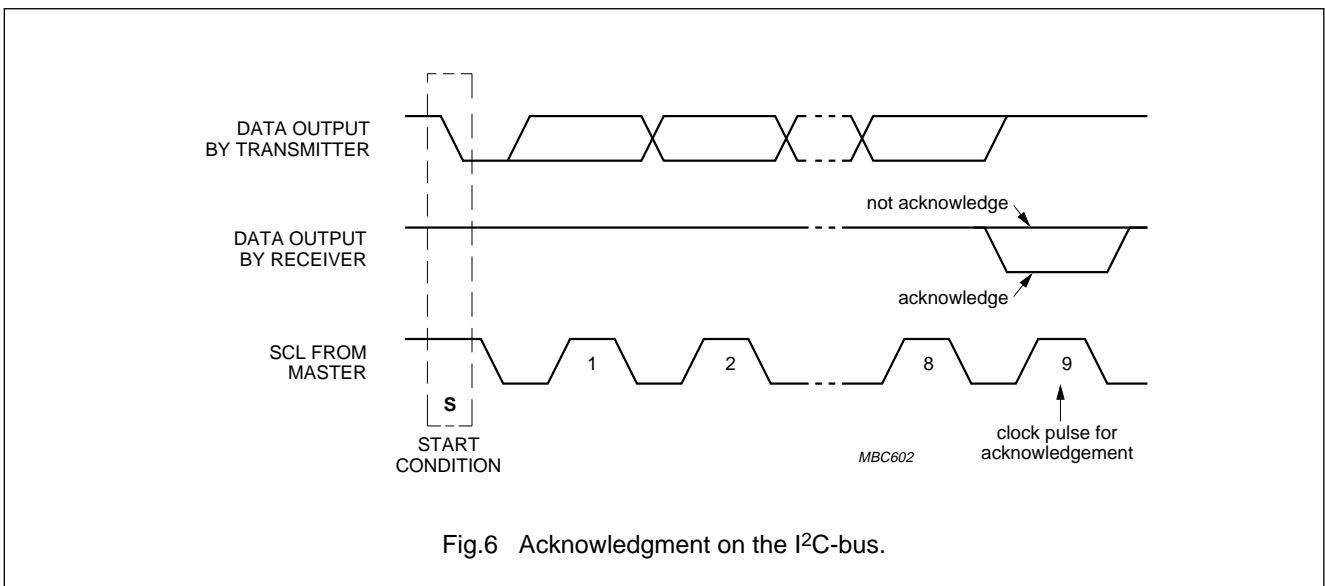 DATA OUTPUT
BY TRANSMITTER
not acknowledge
DATA OUTPUT
BY RECEIVER
acknowledge
SCL FROM
MASTER
1
2
8
9
S
START
CONDITION
clock pulse for
acknowledgement
MBC602
Fig.6 Acknowledgment on the I²C-bus.